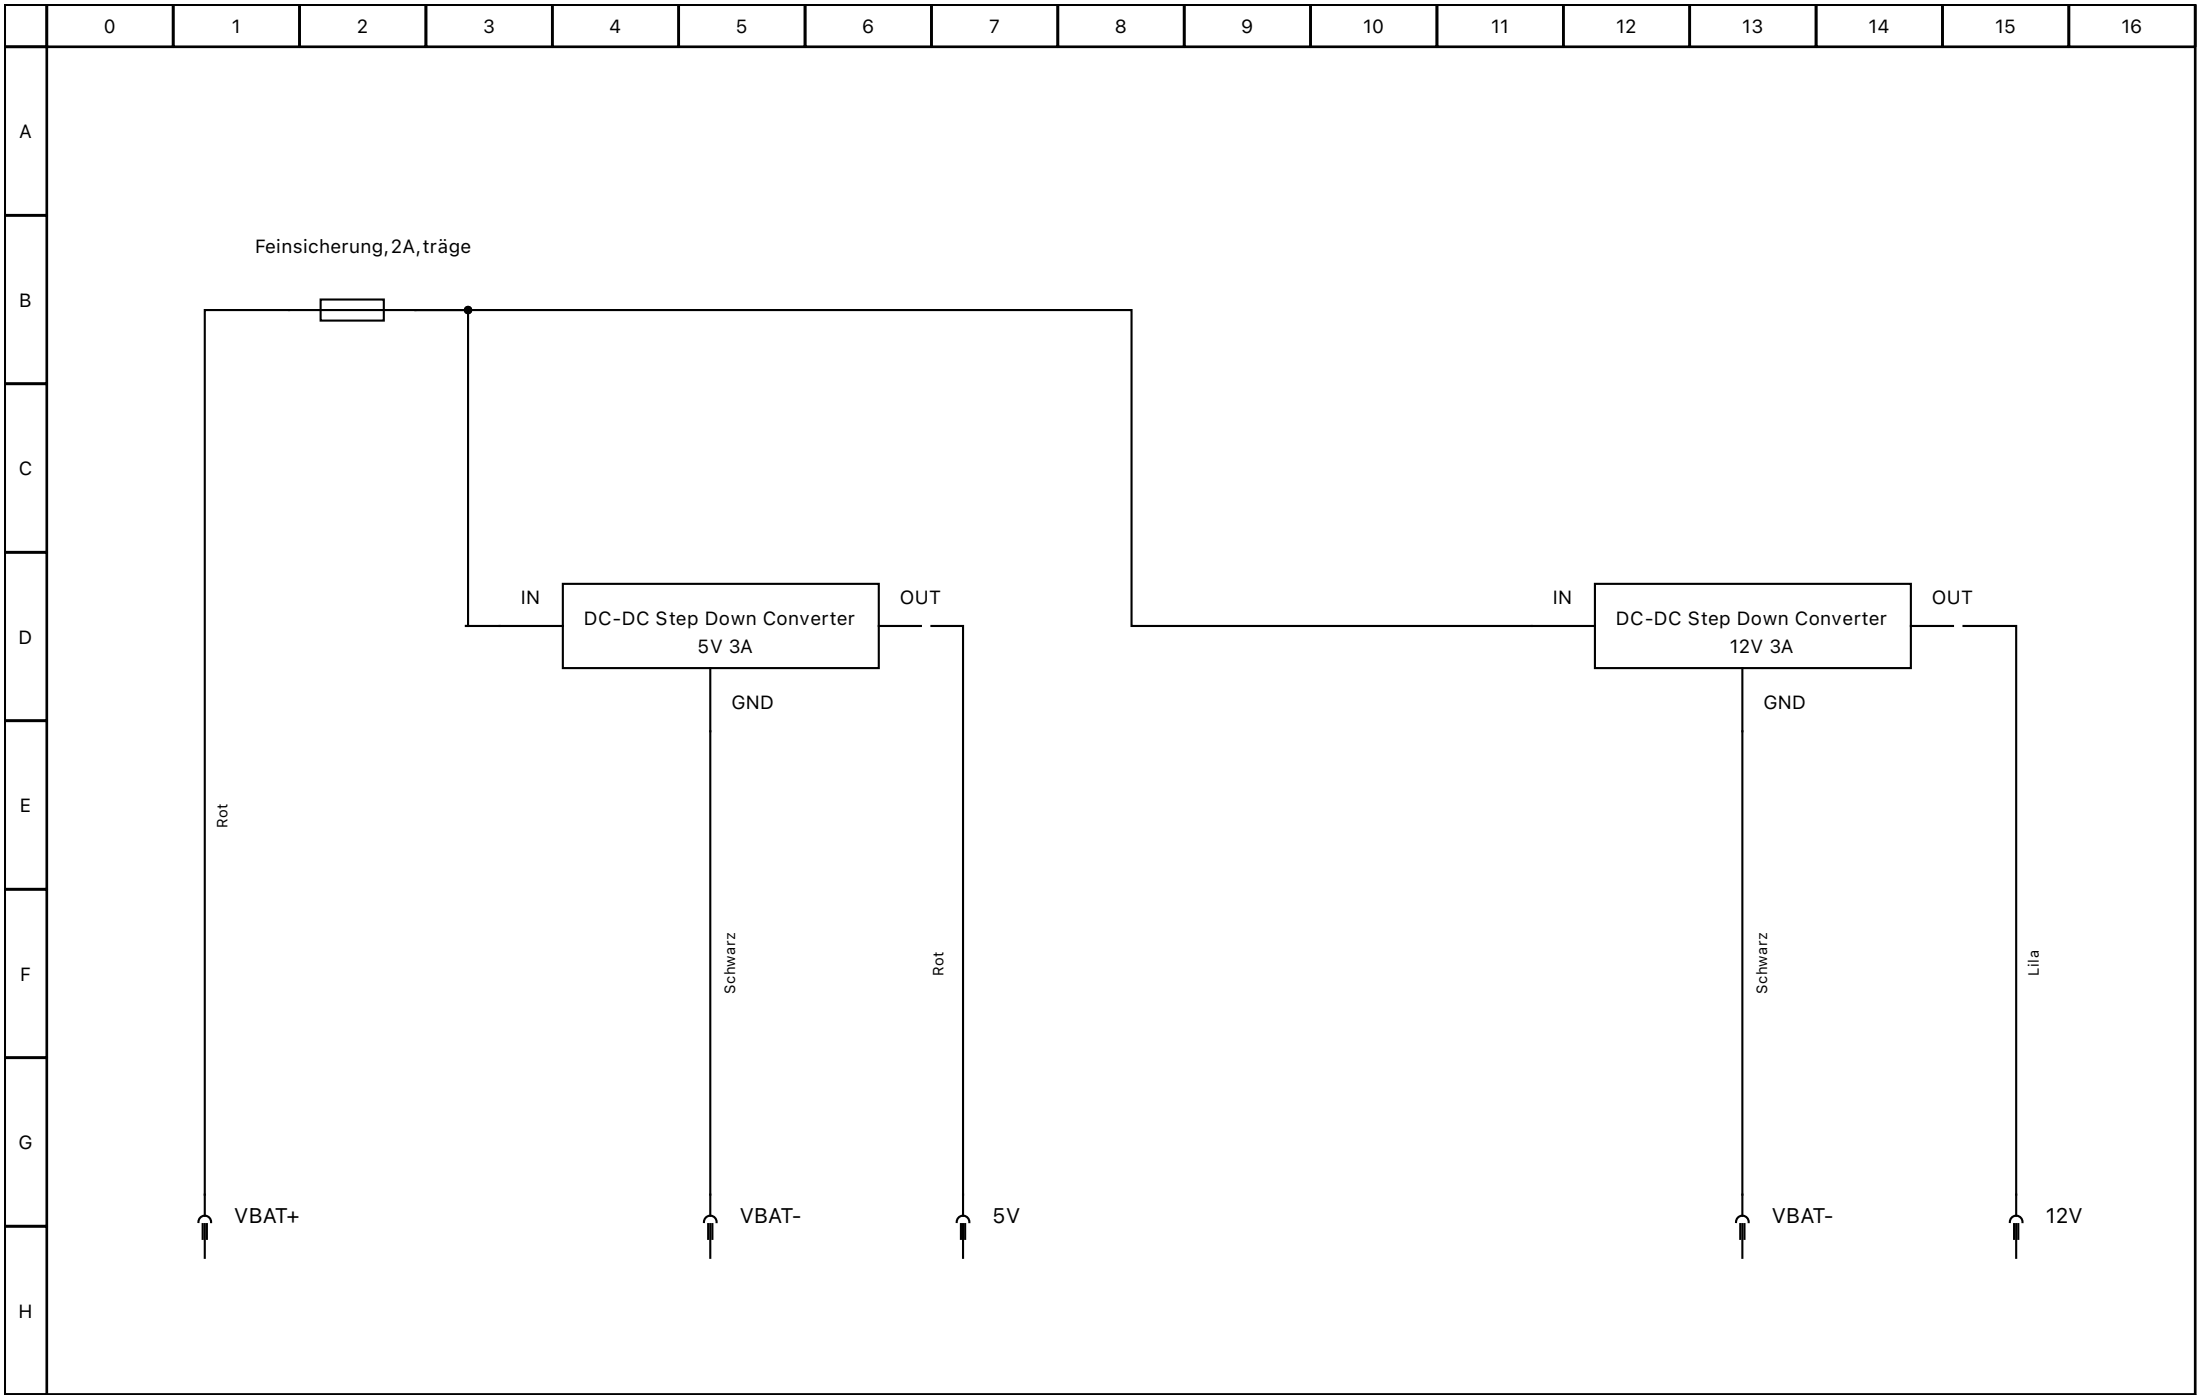 0 1 2 3 4 5 6 7 8 9 10 11 12 13 14 15 16
A
Feinsicherung,2A,träge
B
C
IN
DC-DC Step Down Converter
5V 3A
OUT
GND
IN
DC-DC Step Down Converter
12V 3A
OUT
GND
D
E
Rot
Schwarz
Rot
Schwarz
Lila
F
G
VBAT+
VBAT-
5V
VBAT-
12V
H